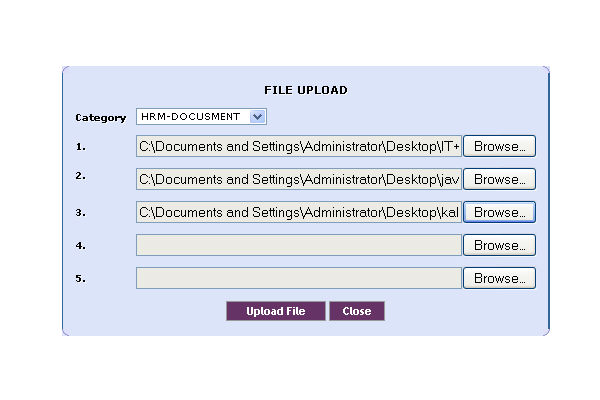 FILE UPLOAD
Category HRM-DOCUSMENT
1. C:\Documents and Settings\Administrator\Desktop\IT+ Browse...
2. C:\Documents and Settings\Administrator\Desktop\jav Browse...
3. C:\Documents and Settings\Administrator\Desktop\kal Browse...
4. Browse...
5. Browse...
Upload File Close